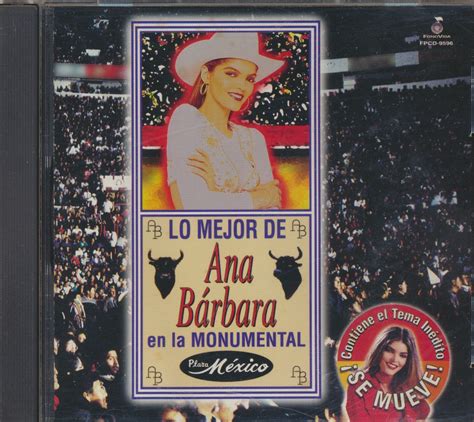 FonoVisa
FPCD-9596
AB AB
LO MEJOR DE
Ana
Bárbara
en la MONUMENTAL
Plaza
México
AB AB
Contiene el Tema Inédito
¡SE MUEVE!